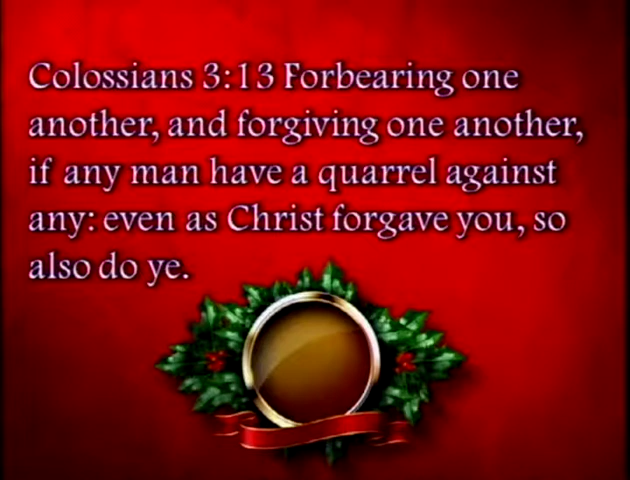 Colossians 3:13 Forbearing one
another, and forgiving one another,
if any man have a quarrel against
any: even as Christ forgave you, so
also do ye.